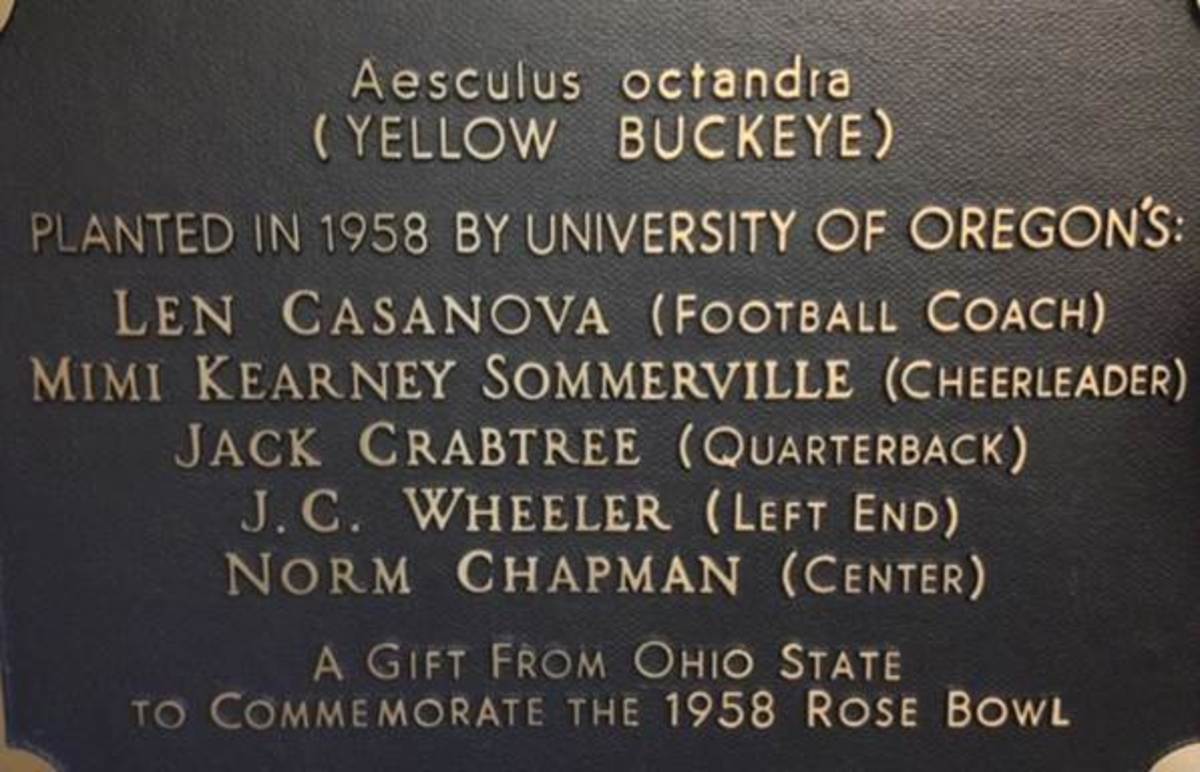 Aesculus octandra
(YELLOW BUCKEYE)
PLANTED IN 1958 BY UNIVERSITY OF OREGON'S:
LEN CASANOVA (FOOTBALL COACH)
MIMI KEARNEY SOMMERVILLE (CHEERLEADER)
JACK CRABTREE (QUARTERBACK)
J.C. WHEELER (LEFT END)
NORM CHAPMAN (CENTER)
A GIFT FROM OHIO STATE
TO COMMEMORATE THE 1958 ROSE BOWL